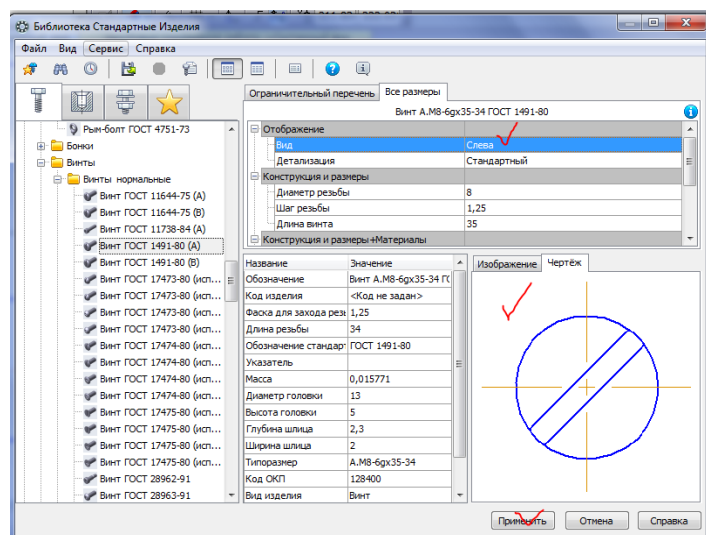 Библиотека Стандартные Изделия
Файл Вид Сервис Справка
Ограничительный перечень Все размеры
Винт А.М8-6gx35-34 ГОСТ 1491-80
Рым-болт ГОСТ 4751-73
Бонки
Винты
Винты нормальные
Винт ГОСТ 11644-75 (А)
Винт ГОСТ 11644-75 (В)
Винт ГОСТ 11738-84 (А)
Винт ГОСТ 1491-80 (А)
Винт ГОСТ 1491-80 (В)
Винт ГОСТ 17473-80 (исп...
Винт ГОСТ 17473-80 (исп...
Винт ГОСТ 17473-80 (исп...
Винт ГОСТ 17473-80 (исп...
Винт ГОСТ 17474-80 (исп...
Винт ГОСТ 17474-80 (исп...
Винт ГОСТ 17474-80 (исп...
Винт ГОСТ 17474-80 (исп...
Винт ГОСТ 17475-80 (исп...
Винт ГОСТ 17475-80 (исп...
Винт ГОСТ 17475-80 (исп...
Винт ГОСТ 17475-80 (исп...
Винт ГОСТ 28962-91
Винт ГОСТ 28963-91
Отображение
Вид Слева
Детализация Стандартный
Конструкция и размеры
Диаметр резьбы 8
Шаг резьбы 1,25
Длина винта 35
Конструкция и размеры+Материалы
Название Значение
Обозначение Винт А.М8-6gx35-34 ГО
Код изделия <Код не задан>
Фаска для захода резь 1,25
Длина резьбы 34
Обозначение стандарт ГОСТ 1491-80
Указатель
Масса 0,015771
Диаметр головки 13
Высота головки 5
Глубина шлица 2,3
Ширина шлица 2
Типоразмер А.М8-6gx35-34
Код ОКП 128400
Вид изделия Винт
Изображение Чертёж
Применить Отмена Справка